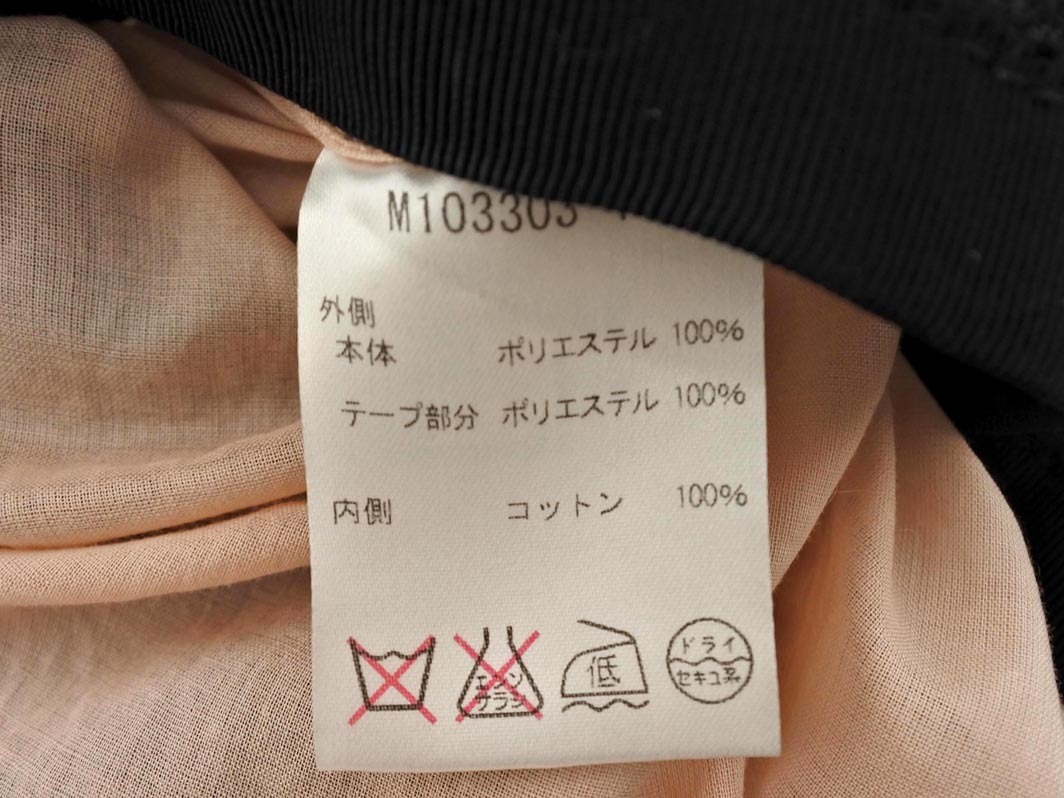 M103303
外側
本体 ポリエステル 100%
テープ部分 ポリエステル 100%
内側 コットン 100%
エンソ サラシ
低
ドライ
セキユ系